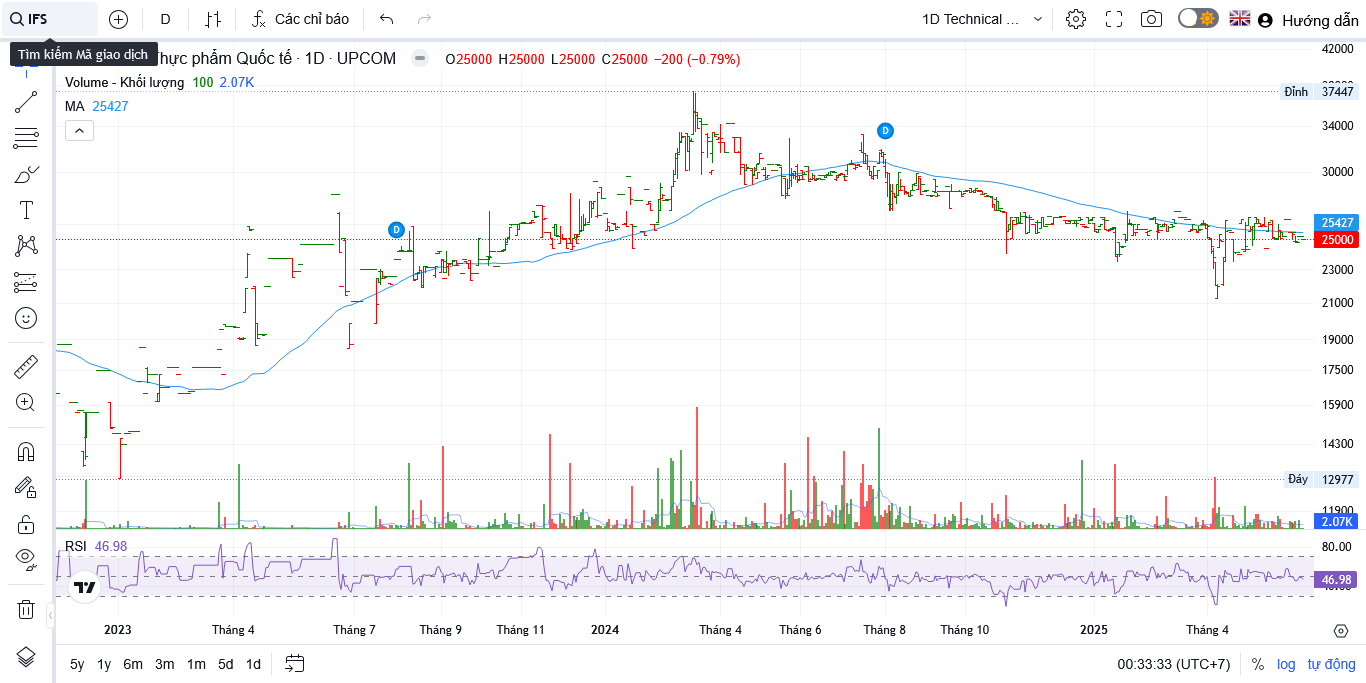 IFS
D
Các chỉ báo
1D Technical ...
Hướng dẫn
Tìm kiếm Mã giao dịch
Thực phẩm Quốc tế · 1D · UPCOM
O25000 H25000 L25000 C25000 −200 (−0.79%)
Volume - Khối lượng 100 2.07K
MA 25427
D
D
42000
Đỉnh 37447
34000
30000
25427
25000
23000
21000
19000
17500
15900
14300
Đáy 12977
11900
2.07K
RSI 46.98
80.00
46.98
2023
Tháng 4
Tháng 7
Tháng 9
Tháng 11
2024
Tháng 4
Tháng 6
Tháng 8
Tháng 10
2025
Tháng 4
5y 1y 6m 3m 1m 5d 1d
00:33:33 (UTC+7)
% log tự động